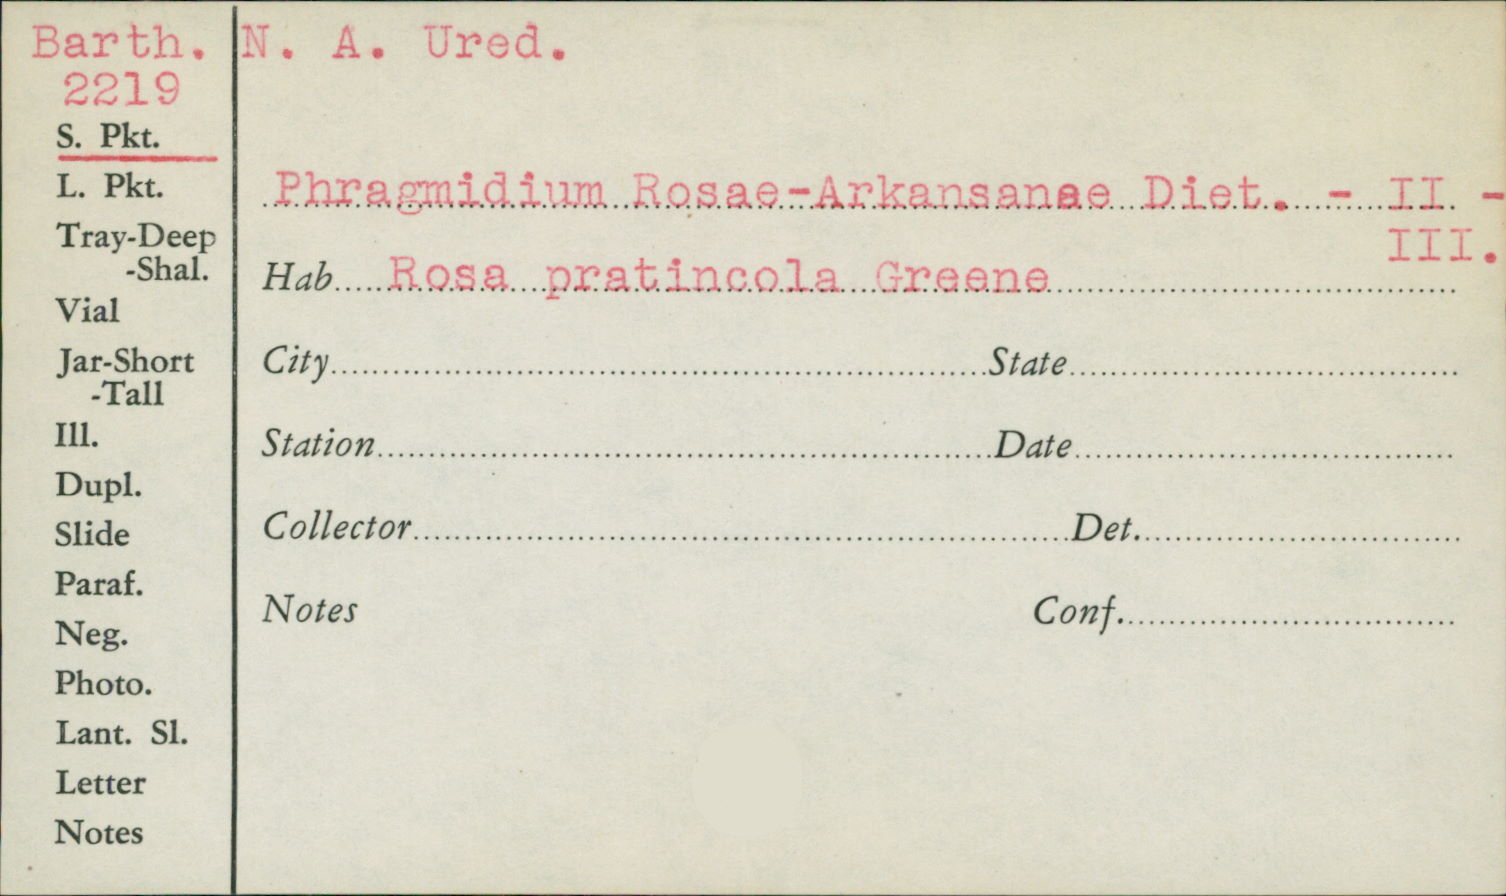 Barth. N. A. Ured.
2219
S. Pkt.
L. Pkt.
Phragmidium Rosae-Arkansanae Diet. - II -
III.
Tray-Deep
-Shal.
Hab Rosa pratincola Greene
Vial
Jar-Short
-Tall
City State
Ill.
Station Date
Dupl.
Slide
Collector Det.
Paraf.
Neg.
Notes Conf.
Photo.
Lant. Sl.
Letter
Notes